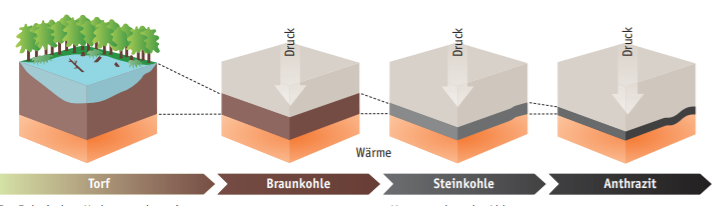 Druck
Druck
Druck
Wärme
Torf
Braunkohle
Steinkohle
Anthrazit